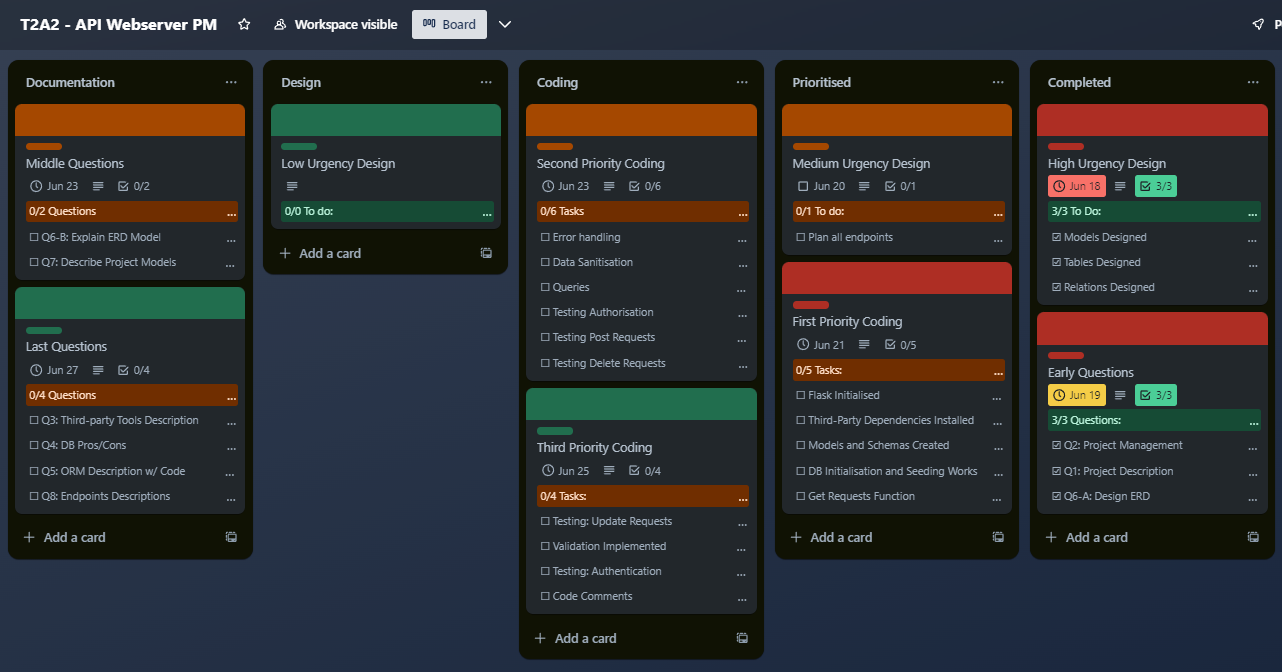 T2A2 - API Webserver PM
Workspace visible
Board
Documentation
Middle Questions
Jun 23
0/2
0/2 Questions
Q6-B: Explain ERD Model
Q7: Describe Project Models
Last Questions
Jun 27
0/4
0/4 Questions
Q3: Third-party Tools Description
Q4: DB Pros/Cons
Q5: ORM Description w/ Code
Q8: Endpoints Descriptions
Add a card
Design
Low Urgency Design
0/0 To do:
Add a card
Coding
Second Priority Coding
Jun 23
0/6
0/6 Tasks
Error handling
Data Sanitisation
Queries
Testing Authorisation
Testing Post Requests
Testing Delete Requests
Third Priority Coding
Jun 25
0/4
0/4 Tasks:
Testing: Update Requests
Validation Implemented
Testing: Authentication
Code Comments
Add a card
Prioritised
Medium Urgency Design
Jun 20
0/1
0/1 To do:
Plan all endpoints
First Priority Coding
Jun 21
0/5
0/5 Tasks:
Flask Initialised
Third-Party Dependencies Installed
Models and Schemas Created
DB Initialisation and Seeding Works
Get Requests Function
Add a card
Completed
High Urgency Design
Jun 18
3/3
3/3 To Do:
Models Designed
Tables Designed
Relations Designed
Early Questions
Jun 19
3/3
3/3 Questions:
Q2: Project Management
Q1: Project Description
Q6-A: Design ERD
Add a card